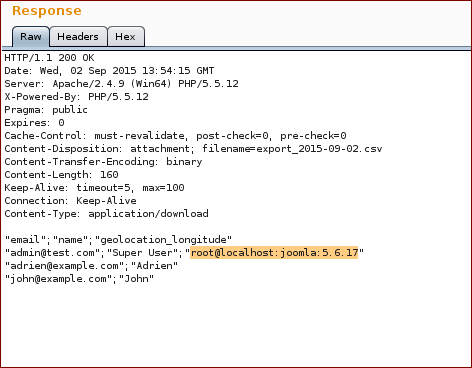 Response
Raw Headers Hex
HTTP/1.1 200 OK
Date: Wed, 02 Sep 2015 13:54:15 GMT
Server: Apache/2.4.9 (Win64) PHP/5.5.12
X-Powered-By: PHP/5.5.12
Pragma: public
Expires: 0
Cache-Control: must-revalidate, post-check=0, pre-check=0
Content-Disposition: attachment; filename=export_2015-09-02.csv
Content-Transfer-Encoding: binary
Content-Length: 160
Keep-Alive: timeout=5, max=100
Connection: Keep-Alive
Content-Type: application/download
"email";"name";"geolocation_longitude"
"admin@test.com";"Super User";"root@localhost:joomla:5.6.17"
"adrien@example.com";"Adrien"
"john@example.com";"John"